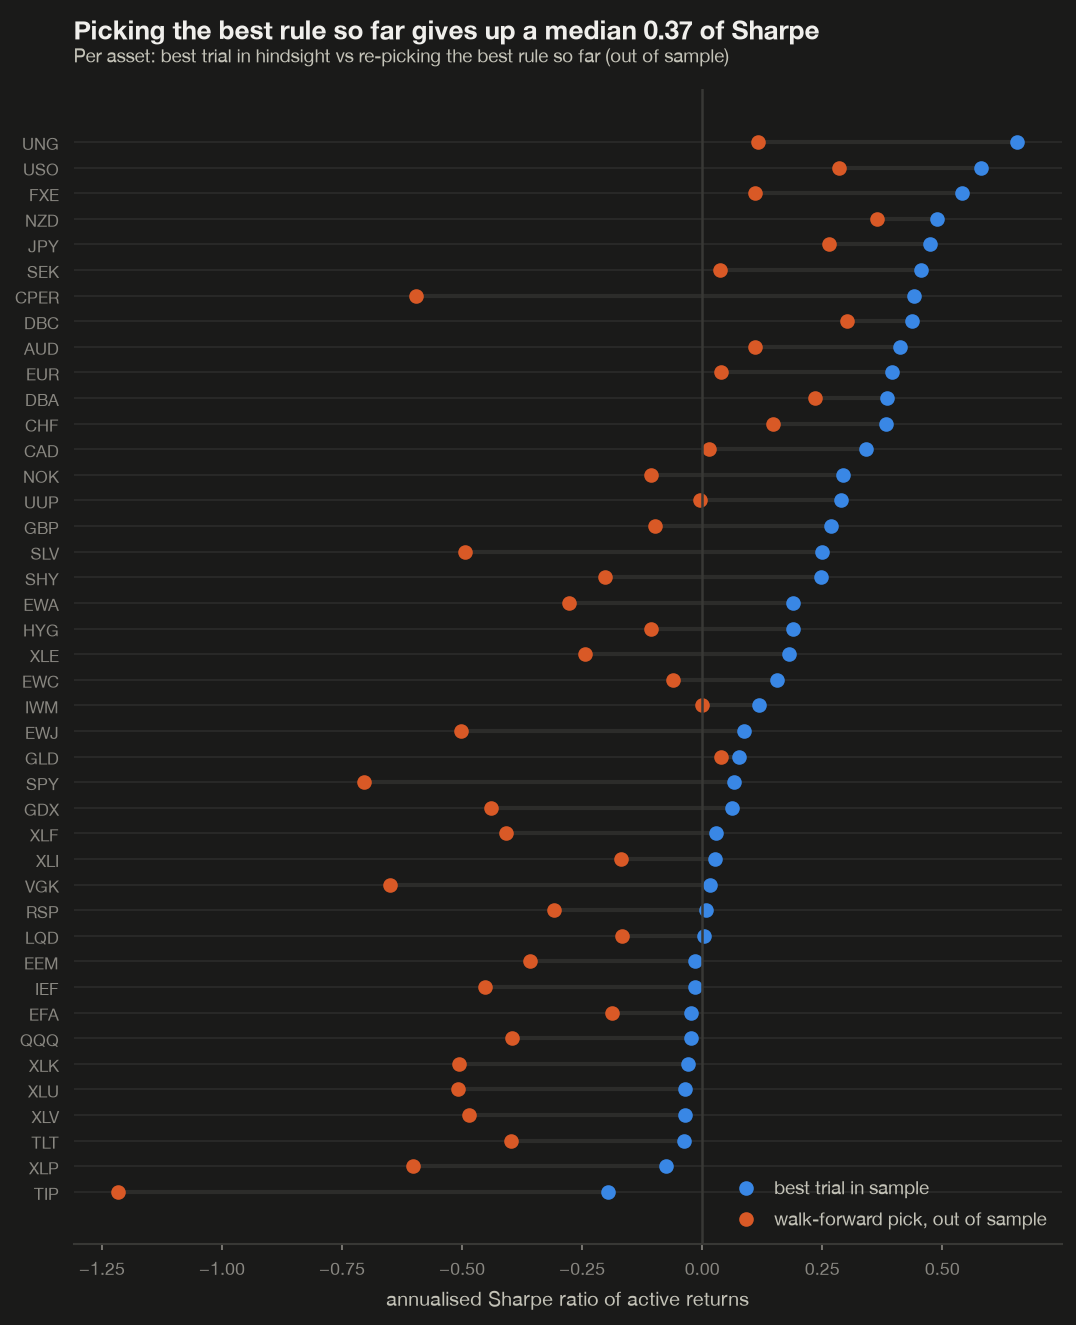 Picking the best rule so far gives up a median 0.37 of Sharpe
Per asset: best trial in hindsight vs re-picking the best rule so far (out of sample)
UNG
USO
FXE
NZD
JPY
SEK
CPER
DBC
AUD
EUR
DBA
CHF
CAD
NOK
UUP
GBP
SLV
SHY
EWA
HYG
XLE
EWC
IWM
EWJ
GLD
SPY
GDX
XLF
XLI
VGK
RSP
LQD
EEM
IEF
EFA
QQQ
XLK
XLU
XLV
TLT
XLP
TIP
best trial in sample
walk-forward pick, out of sample
−1.25 −1.00 −0.75 −0.50 −0.25 0.00 0.25 0.50
annualised Sharpe ratio of active returns